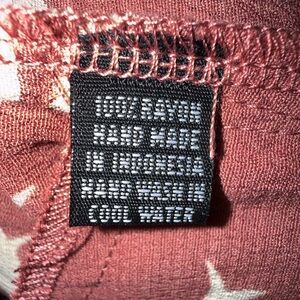 100% RAYON
HAND MADE
IN INDONESIA
HAND WASH IN
COOL WATER